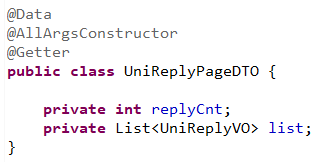 @Data
@AllArgsConstructor
@Getter
public class UniReplyPageDTO {
private int replyCnt;
private List<UniReplyVO> list;
}